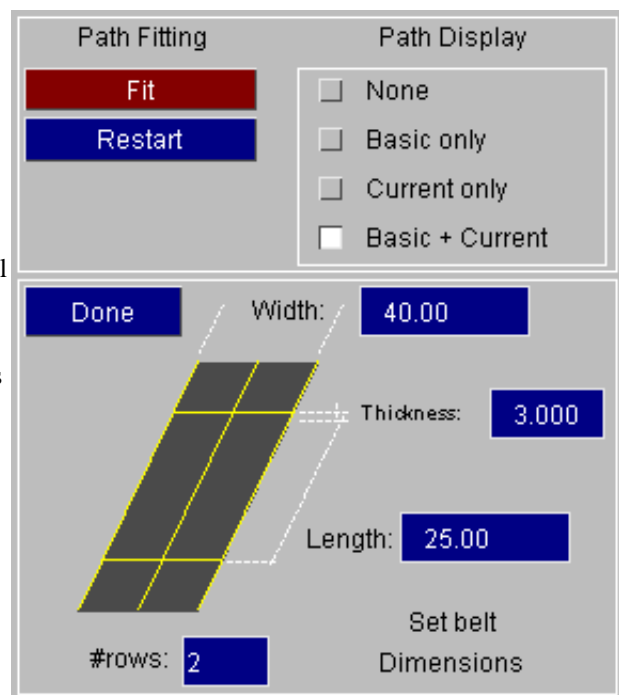 Path Fitting
Path Display
Fit
None
Restart
Basic only
Current only
Basic + Current
l
Done
Width:
40.00
s
Thickness:
3.000
Length:
25.00
Set belt
#rows:
2
Dimensions